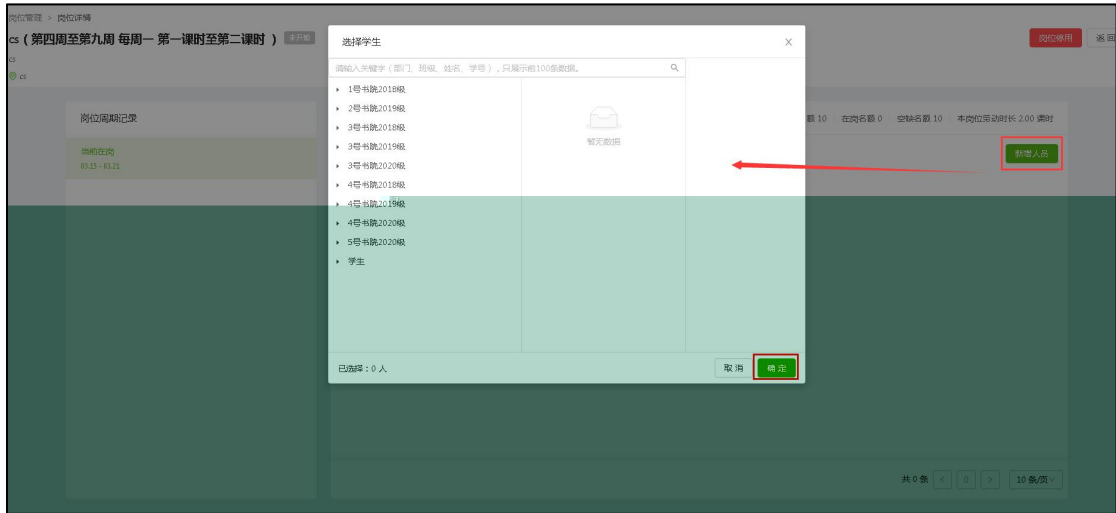 岗位管理 > 岗位详情
cs（第四周至第九周 每周一 第一课时至第二课时） 未开始
岗位停用 返回
cs
cs
选择学生
请输入关键字（部门、班级、姓名、学号），只展示前100条数据。
1号书院2018级
2号书院2019级
3号书院2018级
3号书院2019级
3号书院2020级
4号书院2018级
4号书院2019级
4号书院2020级
5号书院2020级
学生
暂无数据
已选择：0 人
取消 确定
岗位周期记录
额 10 在岗名额 0 空缺名额 10 本岗位劳动时长 2.00 课时
当前在岗
03.15 - 03.21
新增人员
共 0 条 < 0 > 10 条/页